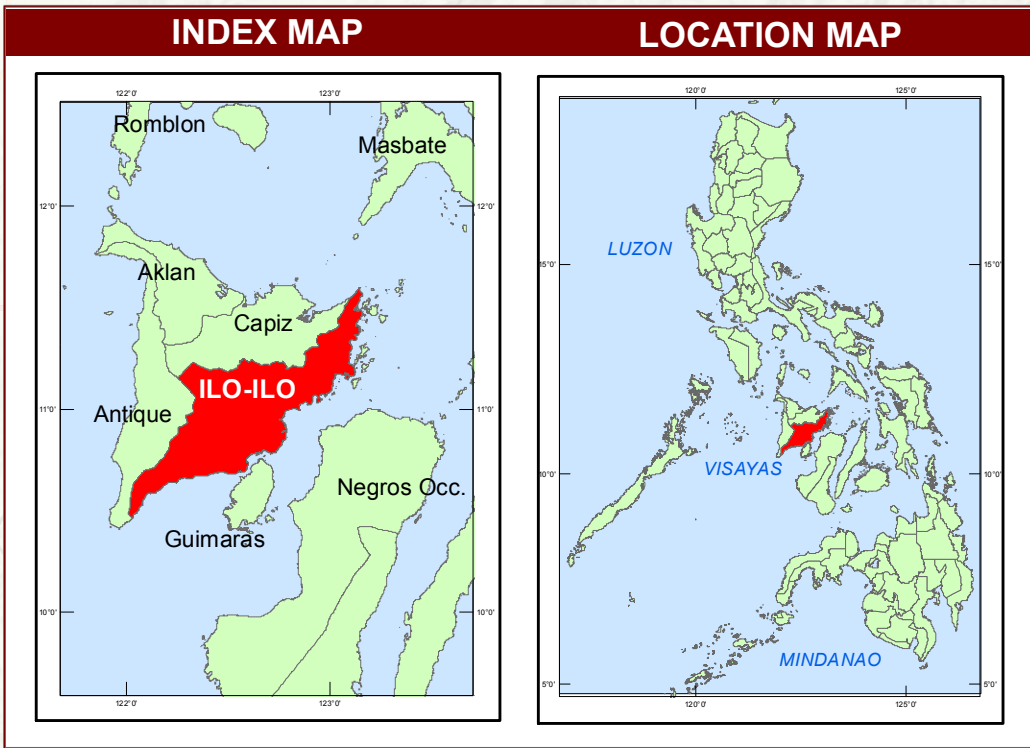 INDEX MAP
LOCATION MAP
122°0'
123°0'
Romblon
Masbate
12°0'
12°0'
Aklan
Capiz
ILO-ILO
11°0'
Antique
11°0'
Negros Occ.
Guimaras
10°0'
10°0'
122°0'
123°0'
120°0'
125°0'
LUZON
15°0'
15°0'
VISAYAS
10°0'
10°0'
MINDANAO
5°0'
5°0'
120°0'
125°0'